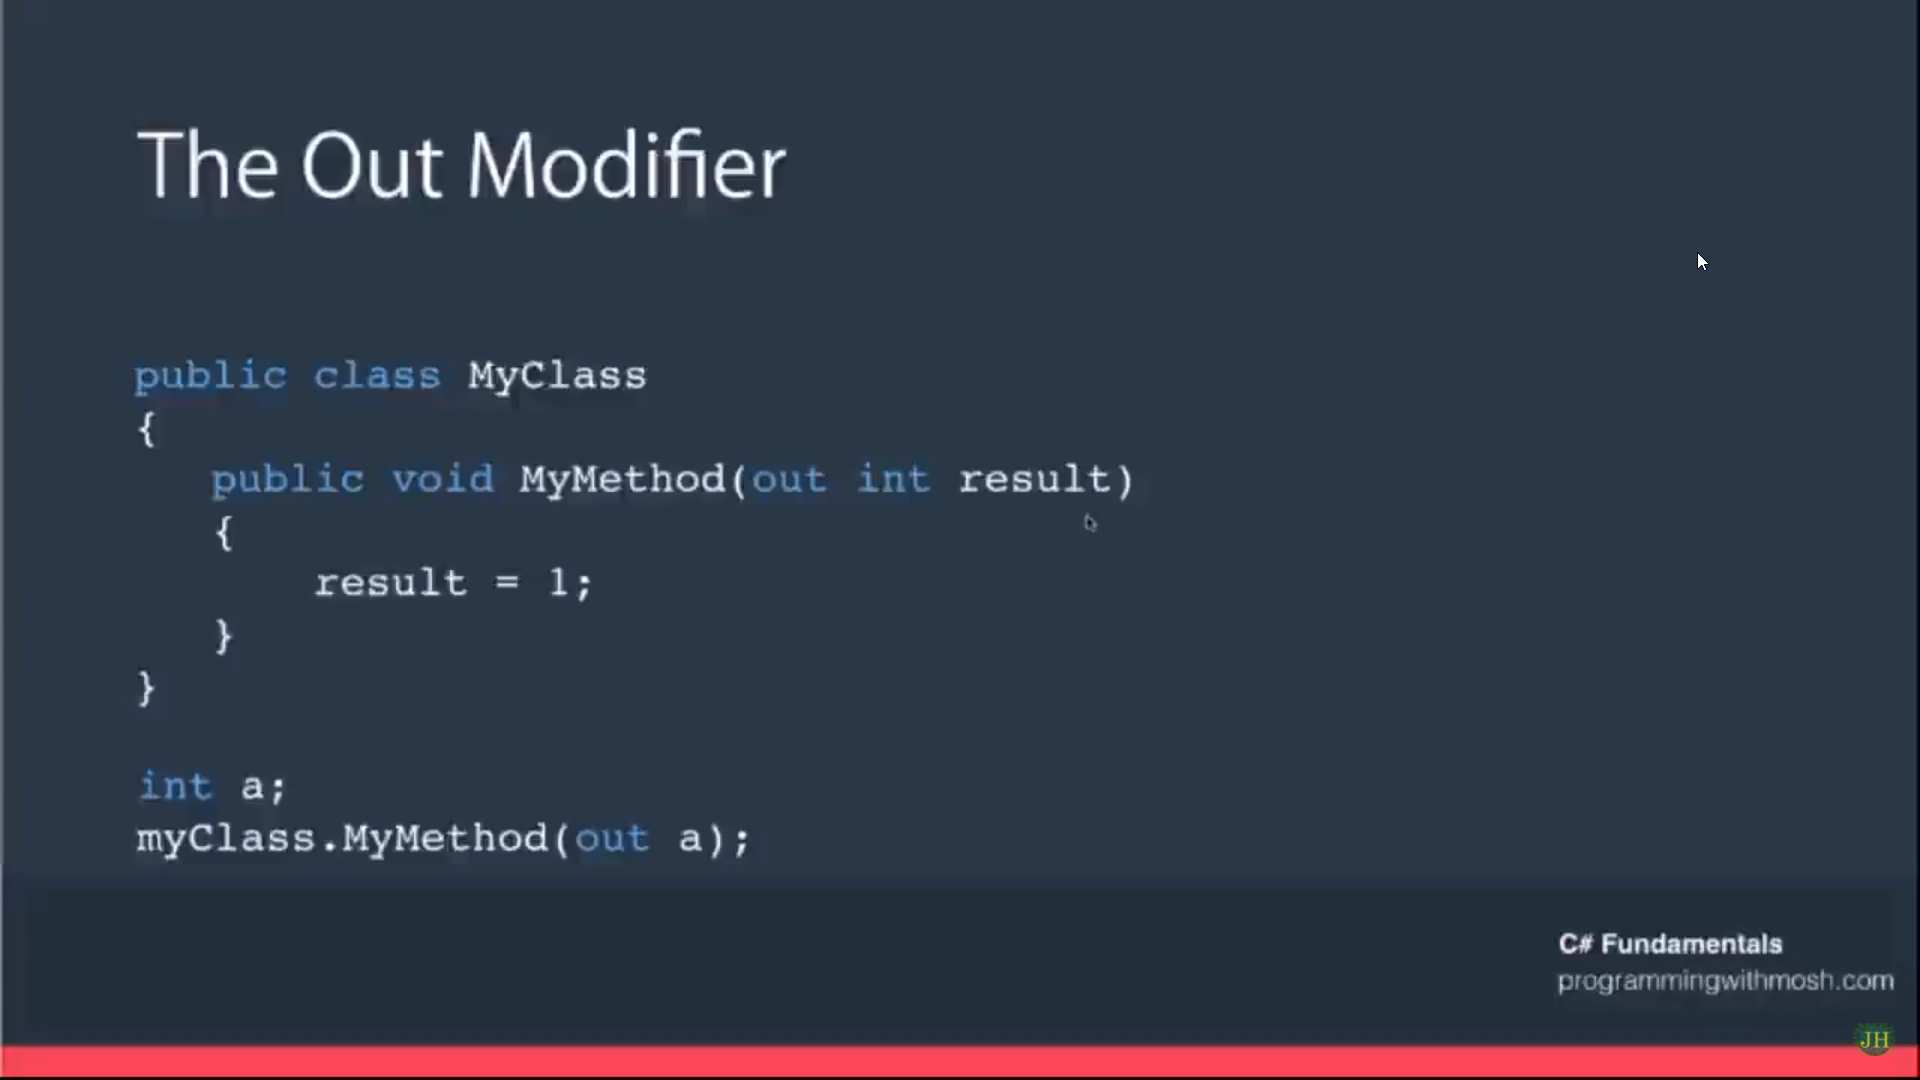 The Out Modifier
public class MyClass
{
public void MyMethod(out int result)
{
result = 1;
}
}
int a;
myClass.MyMethod(out a);
C# Fundamentals
programmingwithmosh.com
JH